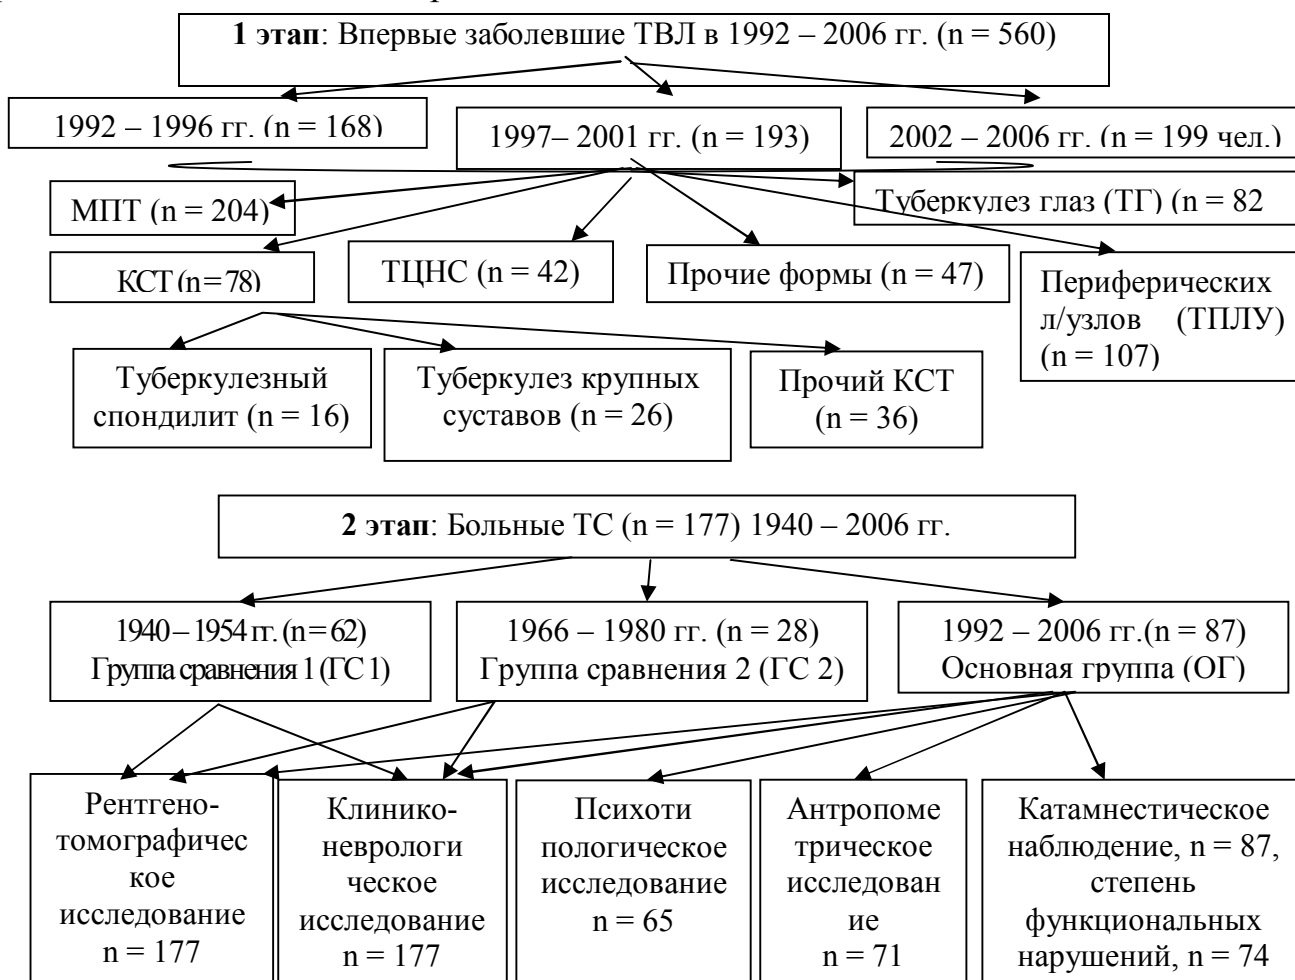 1 этап: Впервые заболевшие ТВЛ в 1992 – 2006 гг. (n = 560)
1992 – 1996 гг. (n = 168)
1997– 2001 гг. (n = 193)
2002 – 2006 гг. (n = 199 чел.)
МПТ (n = 204)
Туберкулез глаз (ТГ) (n = 82
КСТ (n = 78)
ТЦНС (n = 42)
Прочие формы (n = 47)
Периферических
л/узлов (ТПЛУ)
(n = 107)
Туберкулезный
спондилит (n = 16)
Туберкулез крупных
суставов (n = 26)
Прочий КСТ
(n = 36)
2 этап: Больные ТС (n = 177) 1940 – 2006 гг.
1940 – 1954 гг. (n = 62)
Группа сравнения 1 (ГС 1)
1966 – 1980 гг. (n = 28)
Группа сравнения 2 (ГС 2)
1992 – 2006 гг.(n = 87)
Основная группа (ОГ)
Рентгено-
томографичес
кое
исследование
n = 177
Клинико-
неврологи
ческое
исследование
n = 177
Психоти
пологическое
исследование
n = 65
Антропоме
трическое
исследован
ие
n = 71
Катамнестическое
наблюдение, n = 87,
степень
функциональных
нарушений, n = 74